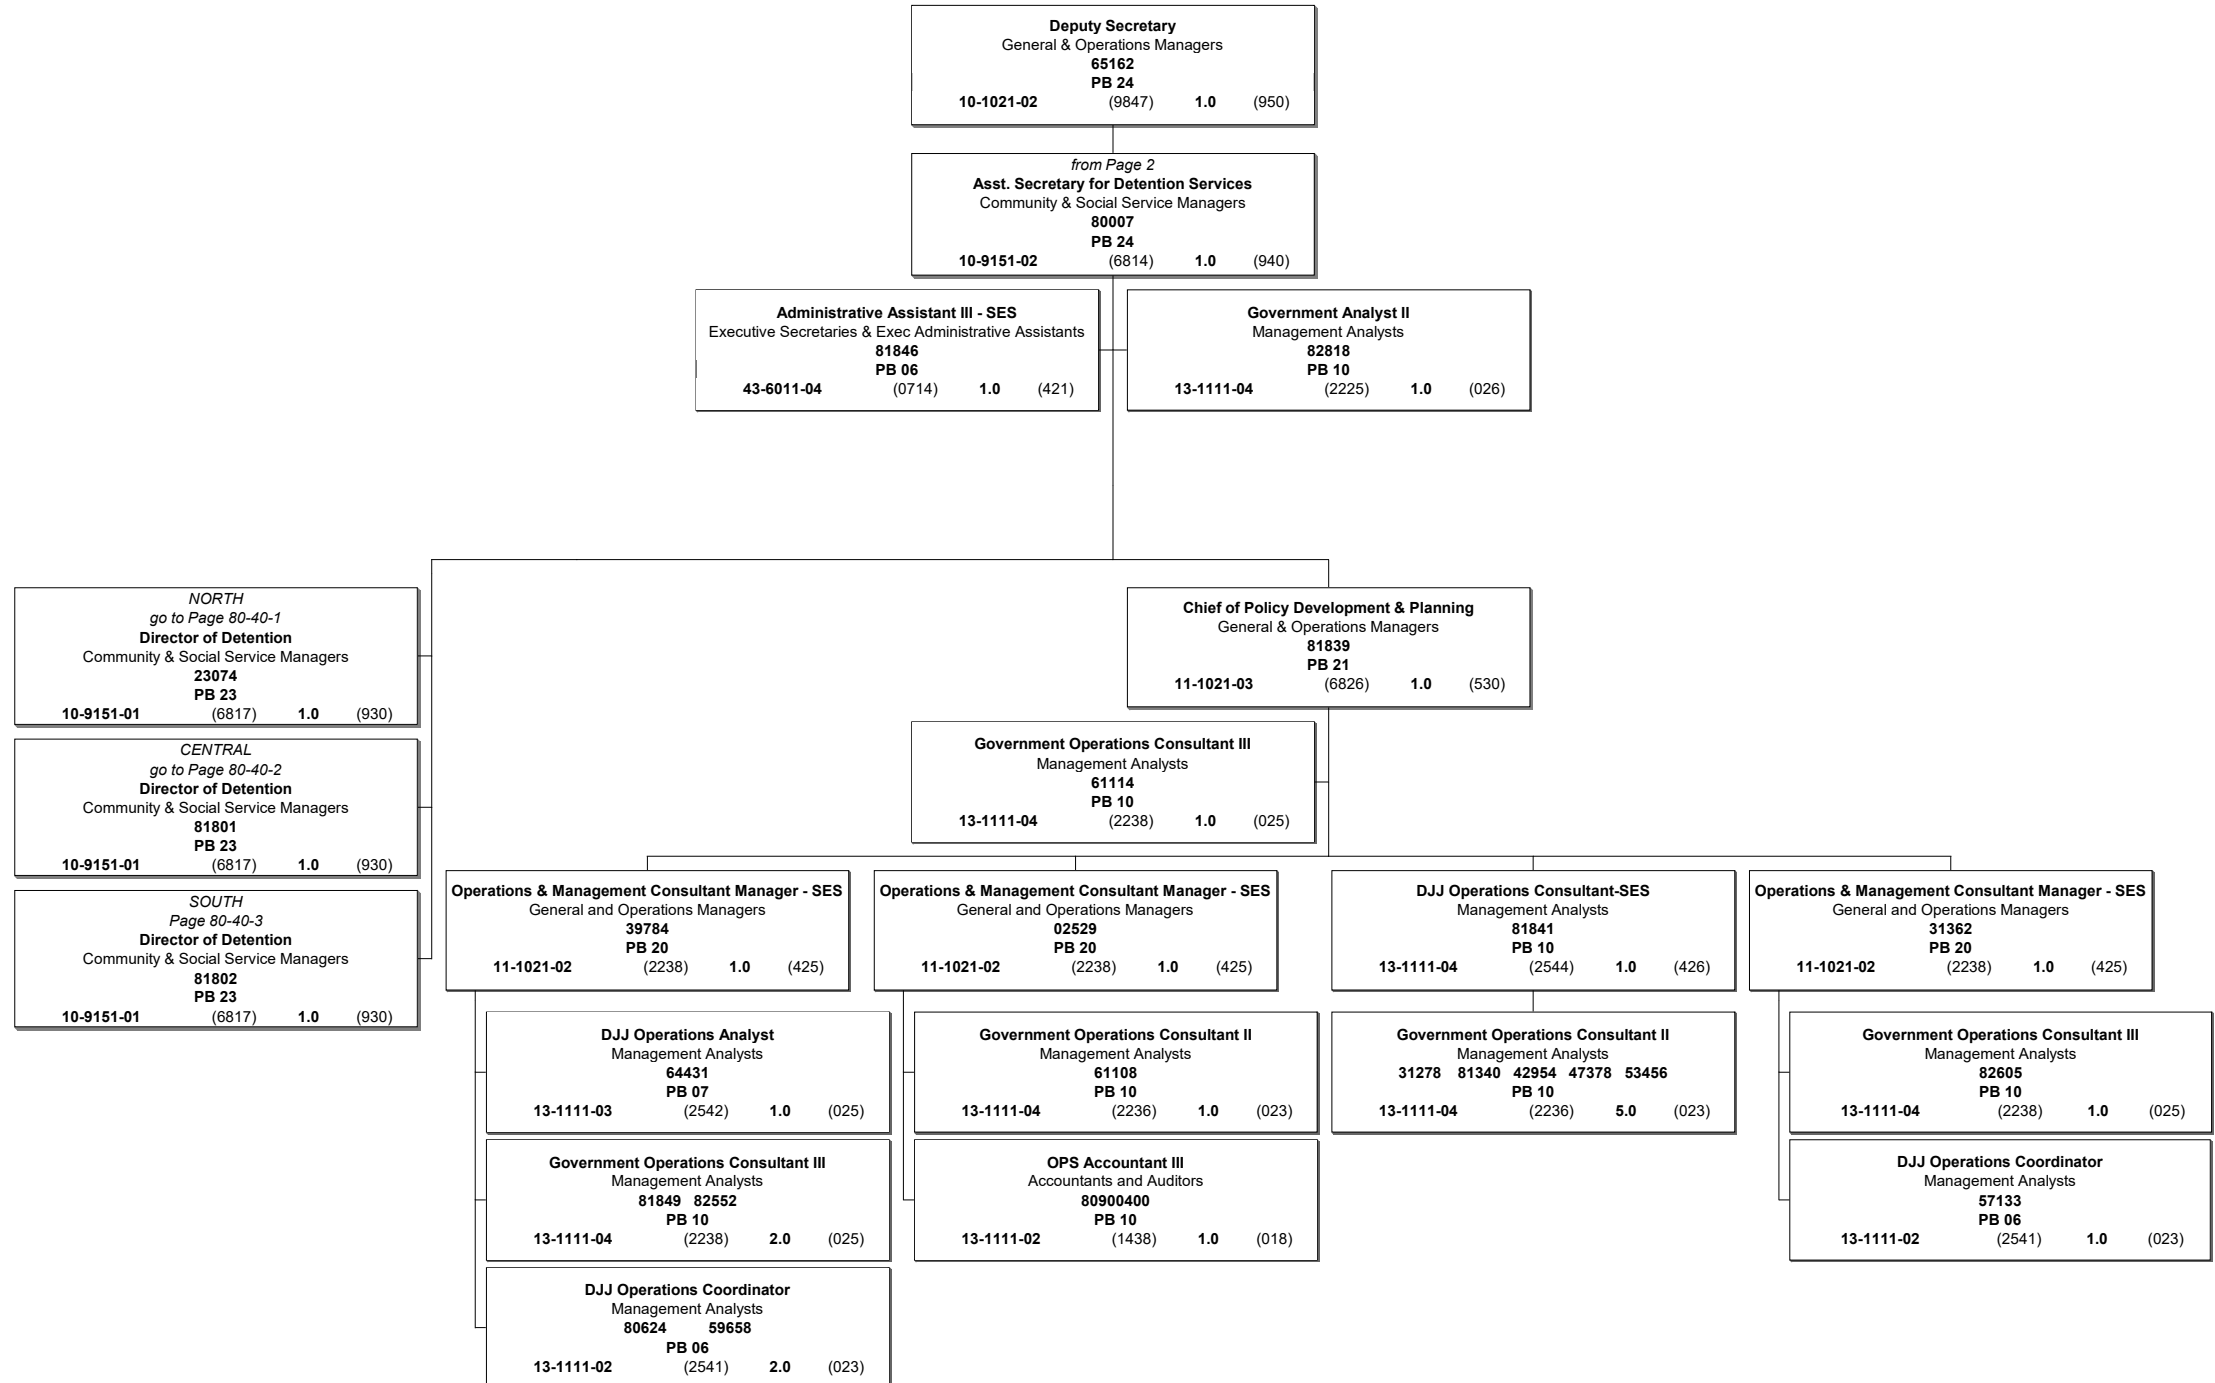 Deputy Secretary
General & Operations Managers
65162
PB 24
10-1021-02 (9847) 1.0 (950)
from Page 2
Asst. Secretary for Detention Services
Community & Social Service Managers
80007
PB 24
10-9151-02 (6814) 1.0 (940)
Administrative Assistant III - SES
Executive Secretaries & Exec Administrative Assistants
81846
PB 06
43-6011-04 (0714) 1.0 (421)
Government Analyst II
Management Analysts
82818
PB 10
13-1111-04 (2225) 1.0 (026)
NORTH
go to Page 80-40-1
Director of Detention
Community & Social Service Managers
23074
PB 23
10-9151-01 (6817) 1.0 (930)
CENTRAL
go to Page 80-40-2
Director of Detention
Community & Social Service Managers
81801
PB 23
10-9151-01 (6817) 1.0 (930)
SOUTH
Page 80-40-3
Director of Detention
Community & Social Service Managers
81802
PB 23
10-9151-01 (6817) 1.0 (930)
Chief of Policy Development & Planning
General & Operations Managers
81839
PB 21
11-1021-03 (6826) 1.0 (530)
Government Operations Consultant III
Management Analysts
61114
PB 10
13-1111-04 (2238) 1.0 (025)
Operations & Management Consultant Manager - SES
General and Operations Managers
39784
PB 20
11-1021-02 (2238) 1.0 (425)
DJJ Operations Analyst
Management Analysts
64431
PB 07
13-1111-03 (2542) 1.0 (025)
Government Operations Consultant III
Management Analysts
81849 82552
PB 10
13-1111-04 (2238) 2.0 (025)
DJJ Operations Coordinator
Management Analysts
80624 59658
PB 06
13-1111-02 (2541) 2.0 (023)
Operations & Management Consultant Manager - SES
General and Operations Managers
02529
PB 20
11-1021-02 (2238) 1.0 (425)
Government Operations Consultant II
Management Analysts
61108
PB 10
13-1111-04 (2236) 1.0 (023)
OPS Accountant III
Accountants and Auditors
80900400
PB 10
13-1111-02 (1438) 1.0 (018)
DJJ Operations Consultant-SES
Management Analysts
81841
PB 10
13-1111-04 (2544) 1.0 (426)
Government Operations Consultant II
Management Analysts
31278 81340 42954 47378 53456
PB 10
13-1111-04 (2236) 5.0 (023)
Operations & Management Consultant Manager - SES
General and Operations Managers
31362
PB 20
11-1021-02 (2238) 1.0 (425)
Government Operations Consultant III
Management Analysts
82605
PB 10
13-1111-04 (2238) 1.0 (025)
DJJ Operations Coordinator
Management Analysts
57133
PB 06
13-1111-02 (2541) 1.0 (023)